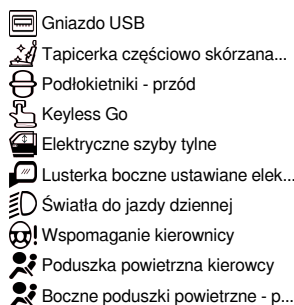 Gniazdo USB
Tapicerka częściowo skórzana...
Podłokietniki - przód
Keyless Go
Elektryczne szyby tylne
Lusterka boczne ustawiane elek...
Światła do jazdy dziennej
Wspomaganie kierownicy
Poduszka powietrzna kierowcy
Boczne poduszki powietrzne - p...